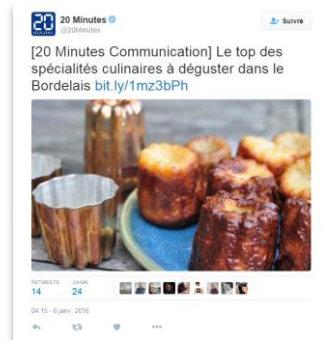 20
20 Minutes
@20Minutes
Suivre
[20 Minutes Communication] Le top des
spécialités culinaires à déguster dans le
Bordelais bit.ly/1mz3bPh
RETWEETS
14
J'AIME
24
04:15 - 6 janv. 2016